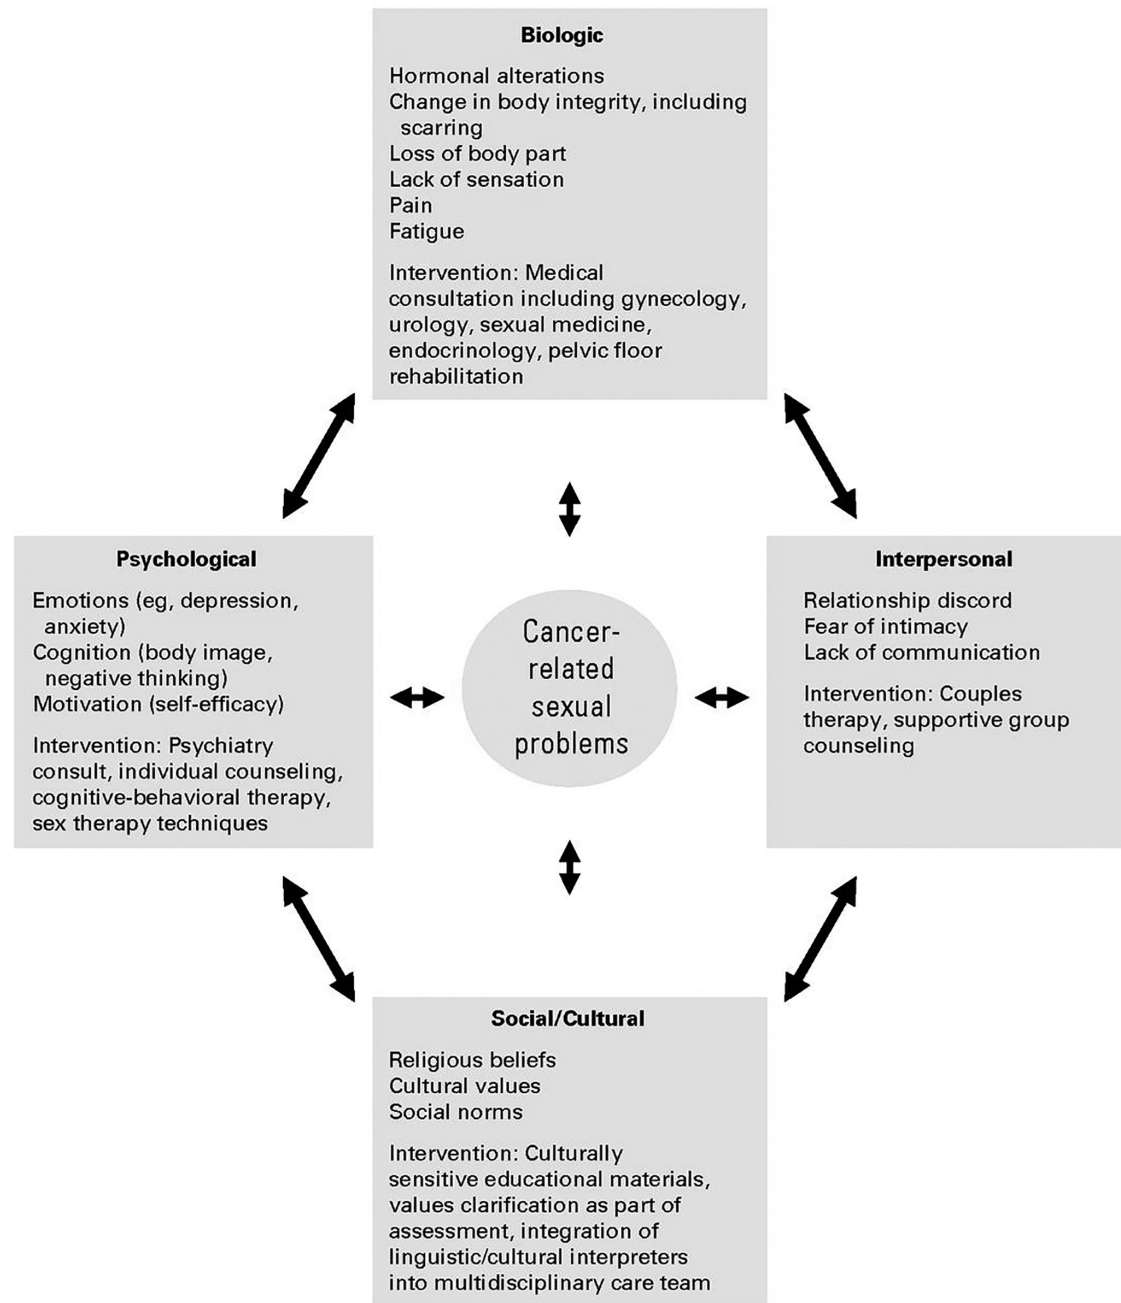 Biologic
Hormonal alterations
Change in body integrity, including
scarring
Loss of body part
Lack of sensation
Pain
Fatigue
Intervention: Medical
consultation including gynecology,
urology, sexual medicine,
endocrinology, pelvic floor
rehabilitation
Psychological
Emotions (eg, depression,
anxiety)
Cognition (body image,
negative thinking)
Motivation (self-efficacy)
Intervention: Psychiatry
consult, individual counseling,
cognitive-behavioral therapy,
sex therapy techniques
Cancer-
related
sexual
problems
Interpersonal
Relationship discord
Fear of intimacy
Lack of communication
Intervention: Couples
therapy, supportive group
counseling
Social/Cultural
Religious beliefs
Cultural values
Social norms
Intervention: Culturally
sensitive educational materials,
values clarification as part of
assessment, integration of
linguistic/cultural interpreters
into multidisciplinary care team